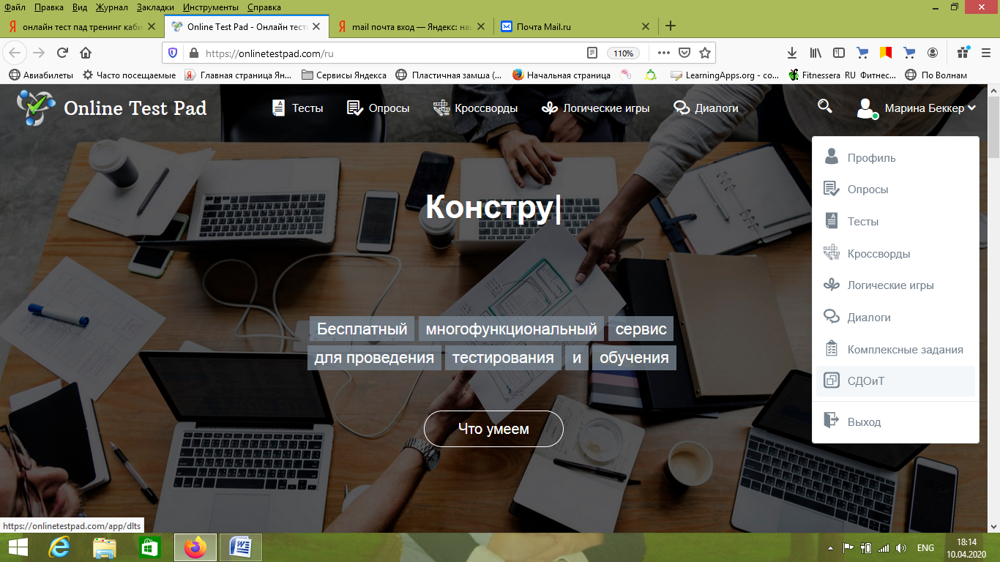 Файл Правка Вид Журнал Закладки Инструменты Справка
онлайн тест пад тренинг каби
Online Test Pad - Онлайн тест
mail почта вход — Яндекс: наш
Почта Mail.ru
https://onlinetestpad.com/ru
110%
Авиабилеты
Часто посещаемые
Главная страница Ян...
Сервисы Яндекса
Пластичная замша (...
Начальная страница
LearningApps.org - co...
Fitnessera RU Фитнес...
По Волнам
Online Test Pad
Тесты
Опросы
Кроссворды
Логические игры
Диалоги
Марина Беккер
Профиль
Опросы
Тесты
Кроссворды
Логические игры
Диалоги
Комплексные задания
СДОиТ
Выход
Констру|
Бесплатный многофункциональный сервис
для проведения тестирования и обучения
Что умеем
https://onlinetestpad.com/app/dlts
ENG
18:14
10.04.2020